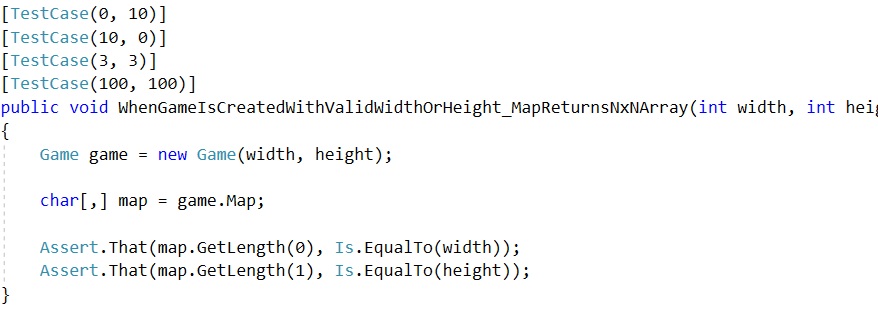 [TestCase(0, 10)]
[TestCase(10, 0)]
[TestCase(3, 3)]
[TestCase(100, 100)]
public void WhenGameIsCreatedWithValidWidthOrHeight_MapReturnsNxNArray(int width, int heig
{
Game game = new Game(width, height);
char[,] map = game.Map;
Assert.That(map.GetLength(0), Is.EqualTo(width));
Assert.That(map.GetLength(1), Is.EqualTo(height));
}